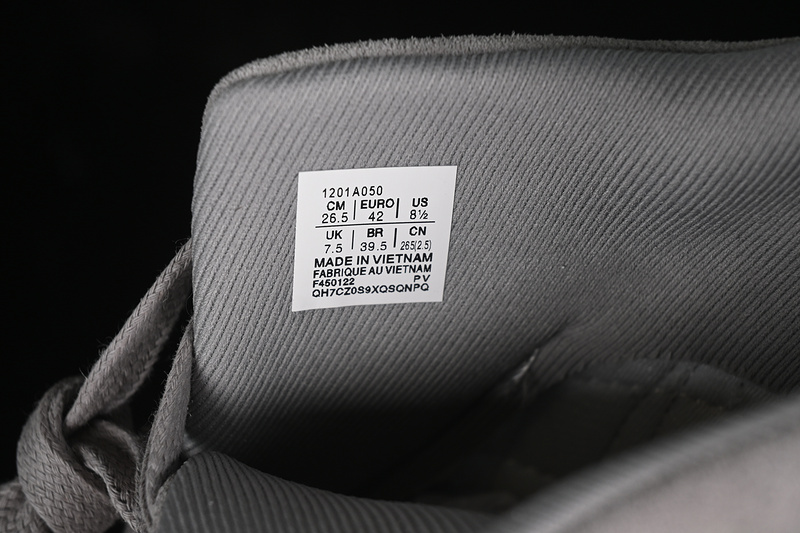 1201A050
CM | EURO | US
26.5 | 42 | 8½
UK | BR | CN
7.5 | 39.5 | 265(2.5)
MADE IN VIETNAM
FABRIQUE AU VIETNAM
F450122 PV
QH7CZ0S9XQSQNPQ